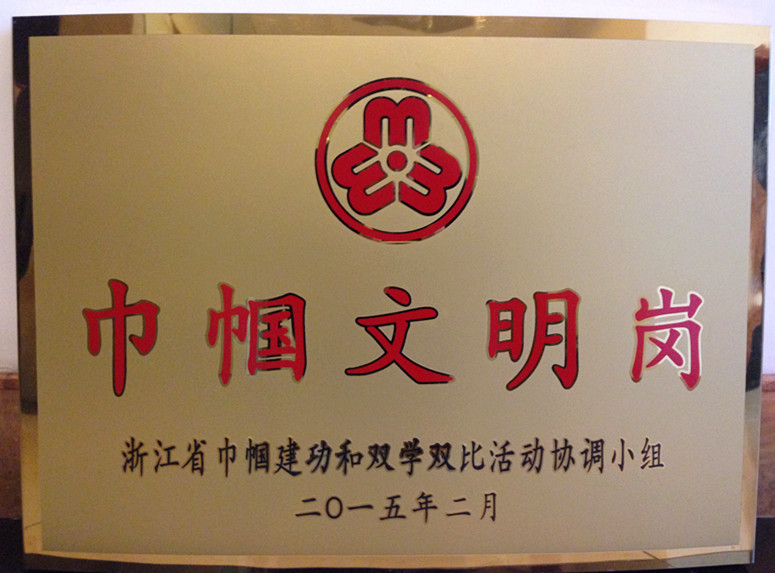 巾帼文明岗
浙江省巾帼建功和双学双比活动协调小组
二〇一五年二月